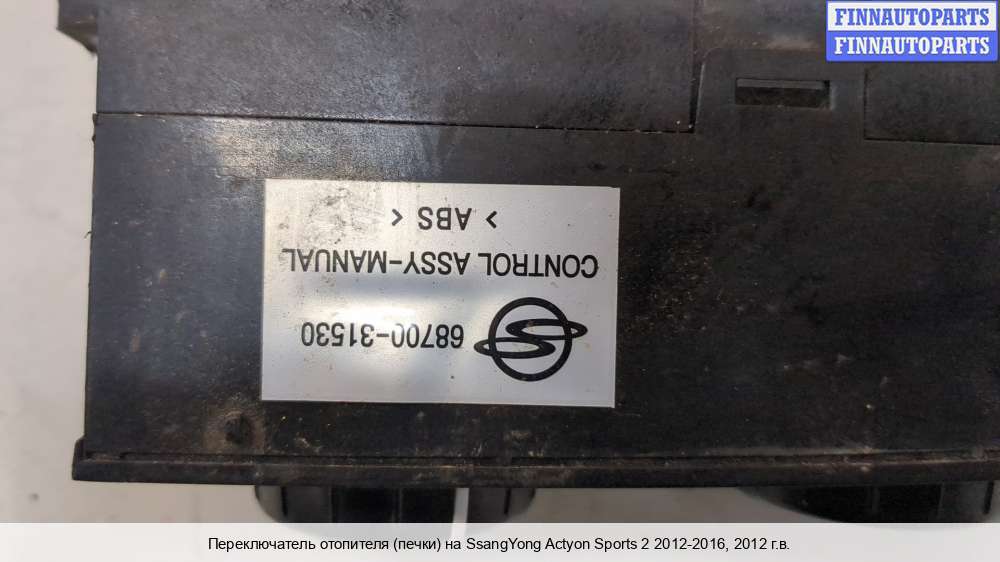 FINNAUTOPARTS
FINNAUTOPARTS
68700-31530
CONTROL ASSY-MANUAL
> ABS <
Переключатель отопителя (печки) на SsangYong Actyon Sports 2 2012-2016, 2012 г.в.